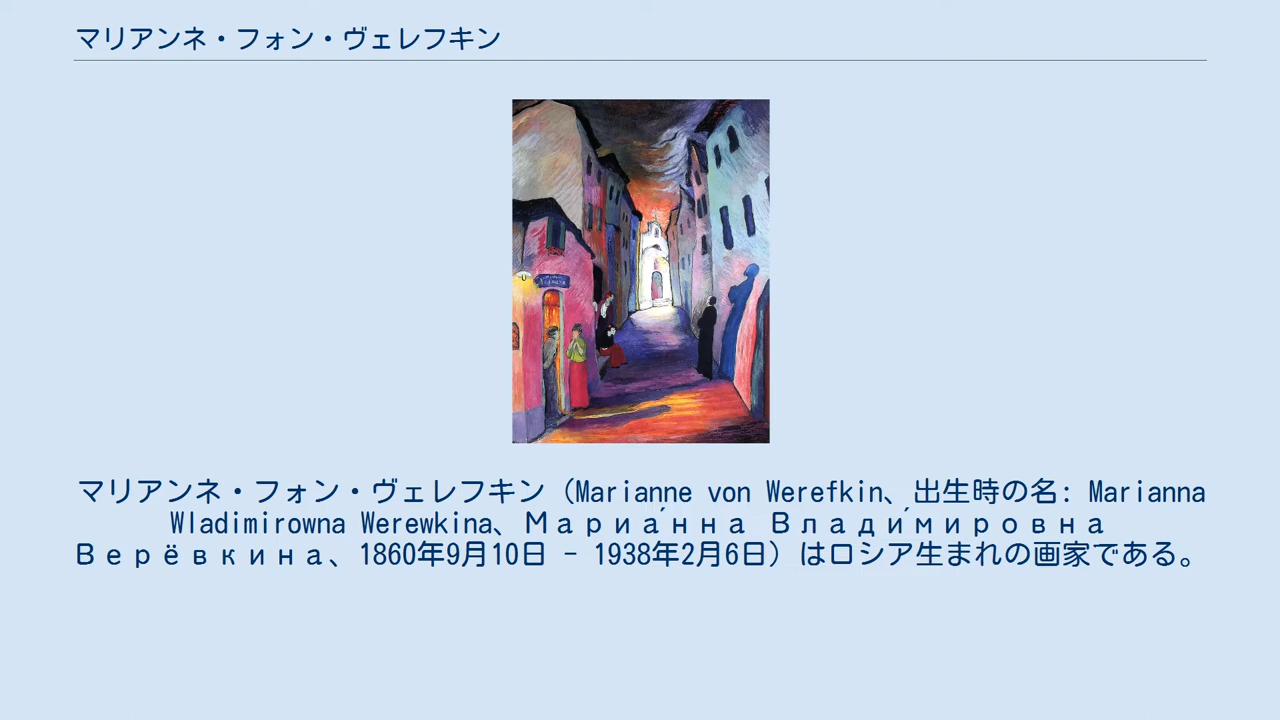 マリアンネ・フォン・ヴェレフキン
マリアンネ・フォン・ヴェレフキン（Marianne von Werefkin、出生時の名: Marianna
Wladimirowna Werewkina、Мариа́нна Влади́мировна
Верёвкина、1860年9月10日 - 1938年2月6日）はロシア生まれの画家である。